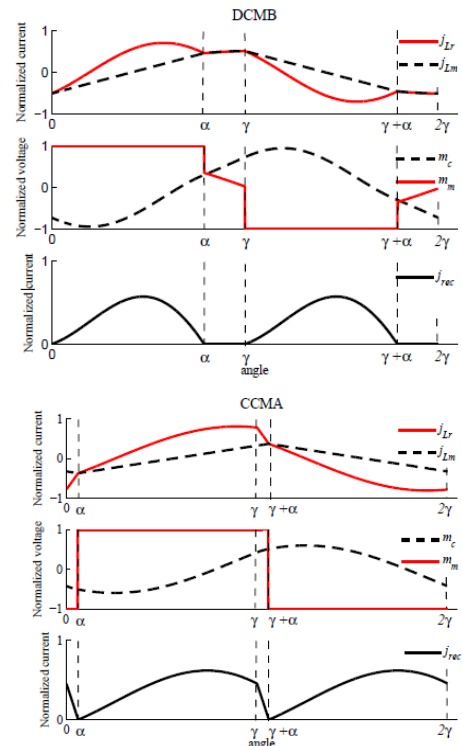 DCMB
Normalized current
1
0
−1
j_Lr
j_Lm
0 α γ γ+α 2γ
Normalized voltage
1
0
−1
m_c
m_m
0 α γ γ+α 2γ
Normalized current
1
0
j_rec
0 α γ γ+α 2γ
angle
CCMA
Normalized current
1
0
−1
j_Lr
j_Lm
0 α γ γ+α 2γ
Normalized voltage
1
0
−1
m_c
m_m
0 α γ γ+α 2γ
Normalized current
1
0
j_rec
0 α γ γ+α 2γ
angle